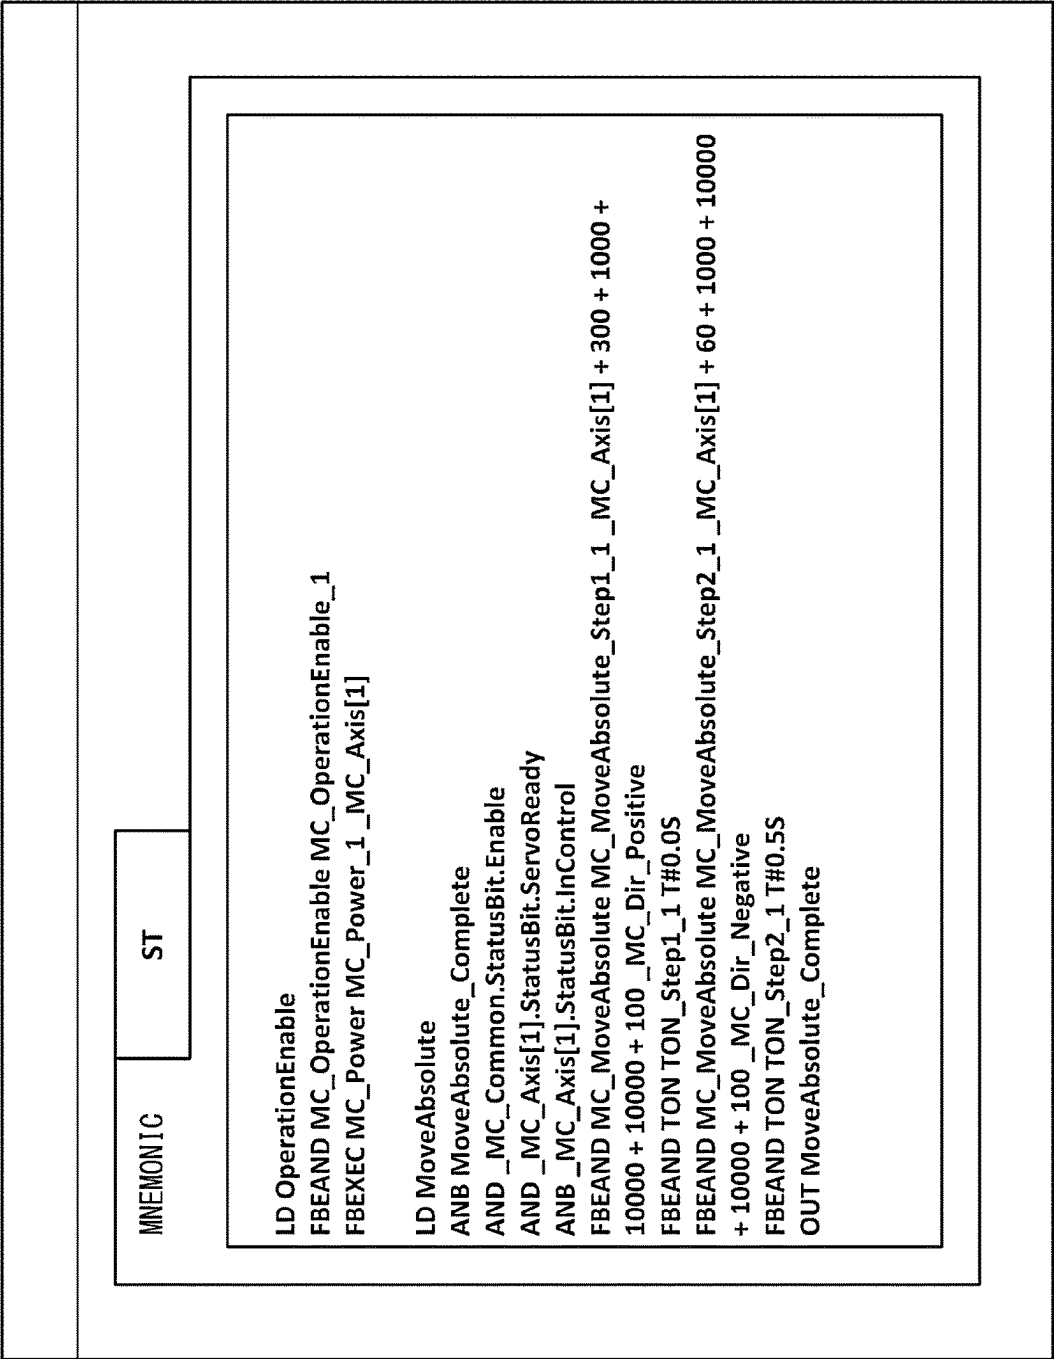 MNEMONIC
ST
LD OperationEnable
FBEAND MC_OperationEnable MC_OperationEnable_1
FBEXEC MC_Power MC_Power_1 _MC_Axis[1]
LD MoveAbsolute
ANB MoveAbsolute_Complete
AND _MC_Common.StatusBit.Enable
AND _MC_Axis[1].StatusBit.ServoReady
ANB _MC_Axis[1].StatusBit.InControl
FBEAND MC_MoveAbsolute MC_MoveAbsolute_Step1_1 _MC_Axis[1] + 300 + 1000 +
10000 + 10000 + 100 _MC_Dir_Positive
FBEAND TON TON_Step1_1 T#0.0S
FBEAND MC_MoveAbsolute MC_MoveAbsolute_Step2_1 _MC_Axis[1] + 60 + 1000 + 10000
+ 10000 + 100 _MC_Dir_Negative
FBEAND TON TON_Step2_1 T#0.5S
OUT MoveAbsolute_Complete